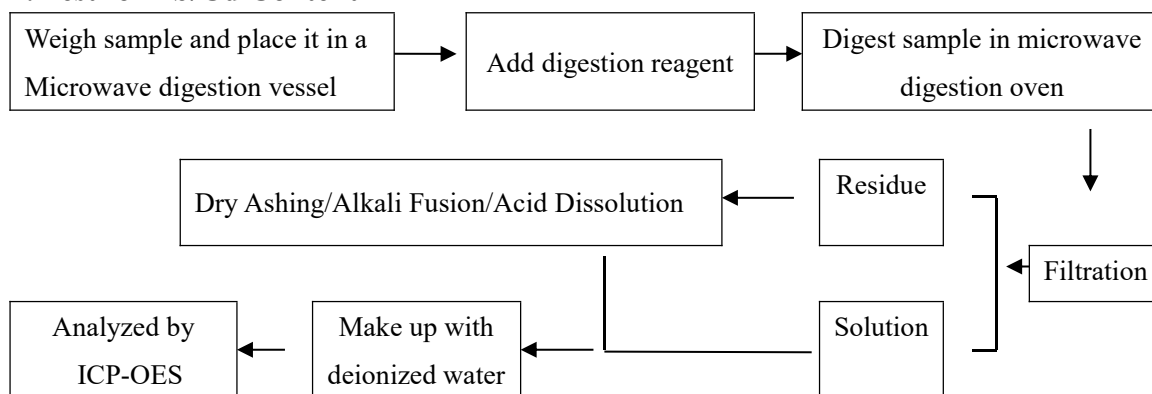 Weigh sample and place it in a
Microwave digestion vessel
Add digestion reagent
Digest sample in microwave
digestion oven
Dry Ashing/Alkali Fusion/Acid Dissolution
Residue
Filtration
Solution
Make up with
deionized water
Analyzed by
ICP-OES